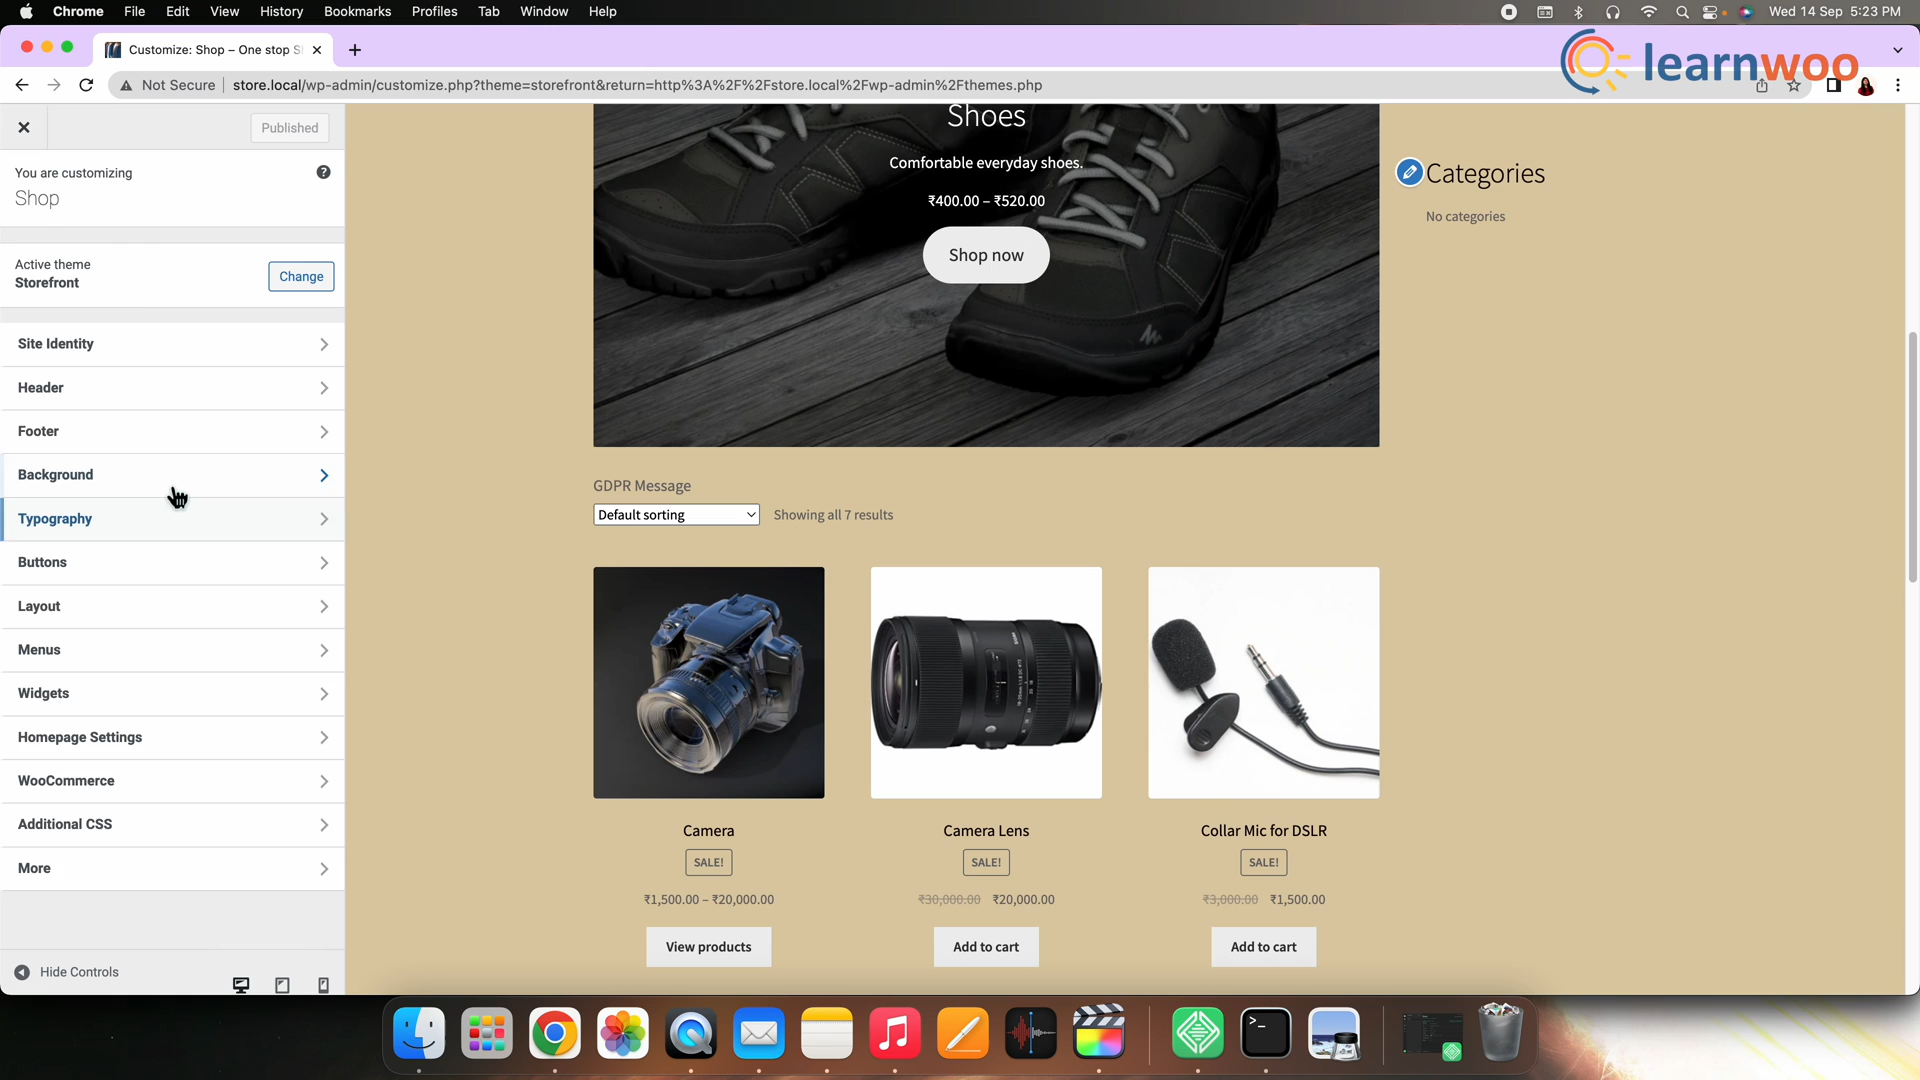 Chrome File Edit View History Bookmarks Profiles Tab Window Help
Wed 14 Sep 5:23 PM
Customize: Shop – One stop S
learnwoo
Not Secure store.local/wp-admin/customize.php?theme=storefront&return=http%3A%2F%2Fstore.local%2Fwp-admin%2Fthemes.php
Published
You are customizing
Shop
Active theme
Storefront
Change
Site Identity
Header
Footer
Background
Typography
Buttons
Layout
Menus
Widgets
Homepage Settings
WooCommerce
Additional CSS
More
Hide Controls
Shoes
Comfortable everyday shoes.
₹400.00 – ₹520.00
Shop now
Categories
No categories
GDPR Message
Default sorting Showing all 7 results
Camera
SALE!
₹1,500.00 – ₹20,000.00
View products
Camera Lens
SALE!
₹30,000.00 ₹20,000.00
Add to cart
Collar Mic for DSLR
SALE!
₹3,000.00 ₹1,500.00
Add to cart